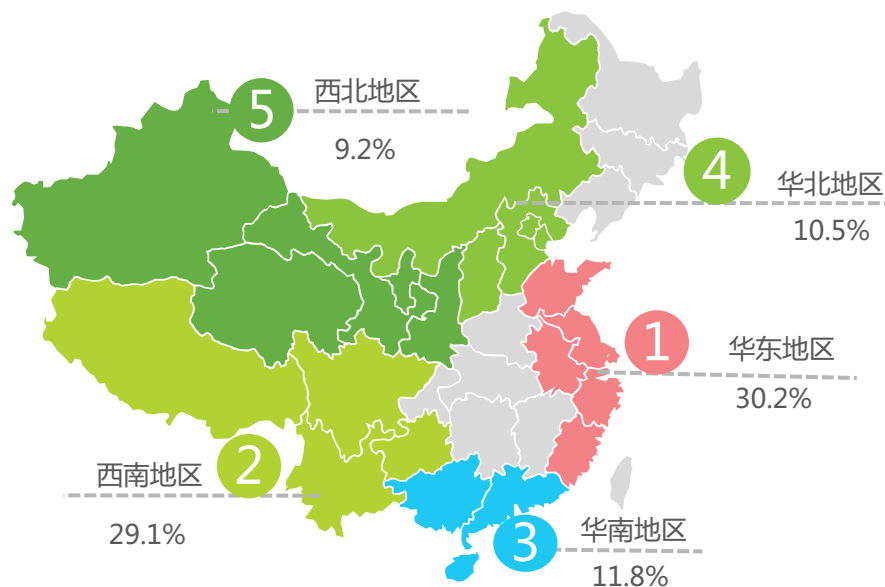 5
西北地区
9.2%
4
华北地区
10.5%
1
华东地区
30.2%
2
西南地区
29.1%
3
华南地区
11.8%